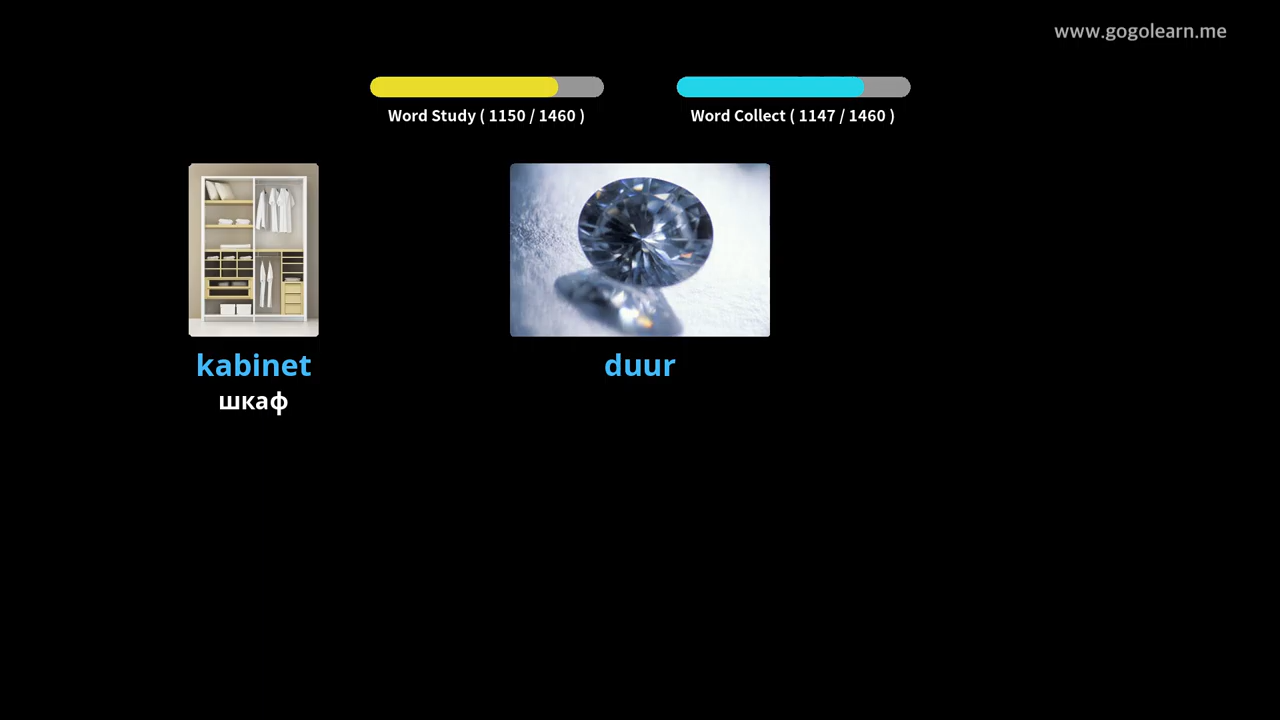 www.gogolearn.me
Word Study ( 1150 / 1460 )
Word Collect ( 1147 / 1460 )
kabinet
шкаф
duur